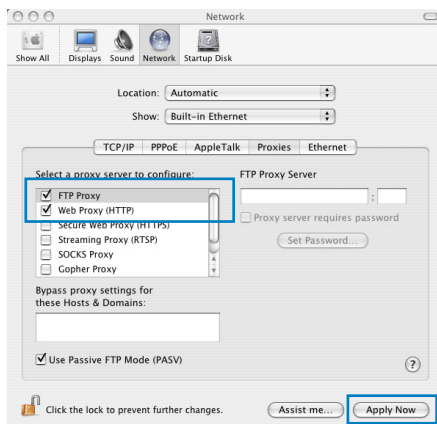 Network
Show All Displays Sound Network Startup Disk
Location: Automatic
Show: Built-in Ethernet
TCP/IP PPPoE AppleTalk Proxies Ethernet
Select a proxy server to configure: FTP Proxy Server
FTP Proxy :
Web Proxy (HTTP) Proxy server requires password
Secure Web Proxy (HTTPS)
Streaming Proxy (RTSP) Set Password...
SOCKS Proxy
Gopher Proxy
Bypass proxy settings for
these Hosts & Domains:
Use Passive FTP Mode (PASV) ?
Click the lock to prevent further changes. Assist me... Apply Now